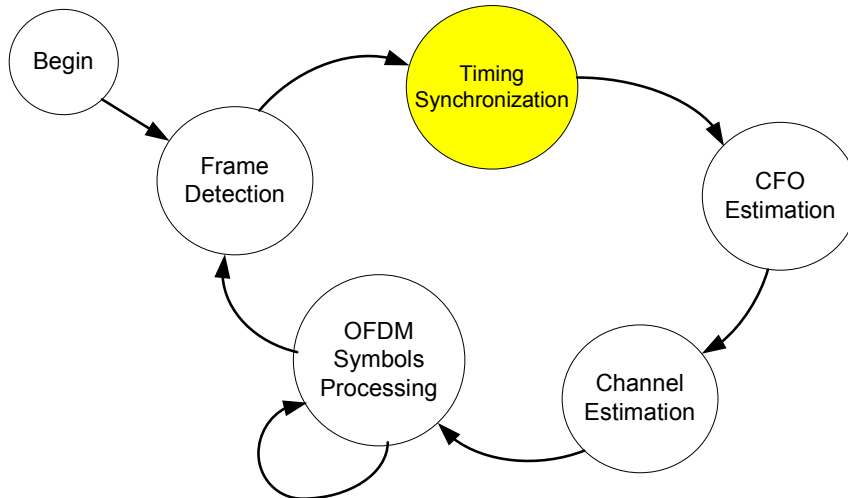 Begin
Timing
Synchronization
Frame
Detection
CFO
Estimation
OFDM
Symbols
Processing
Channel
Estimation